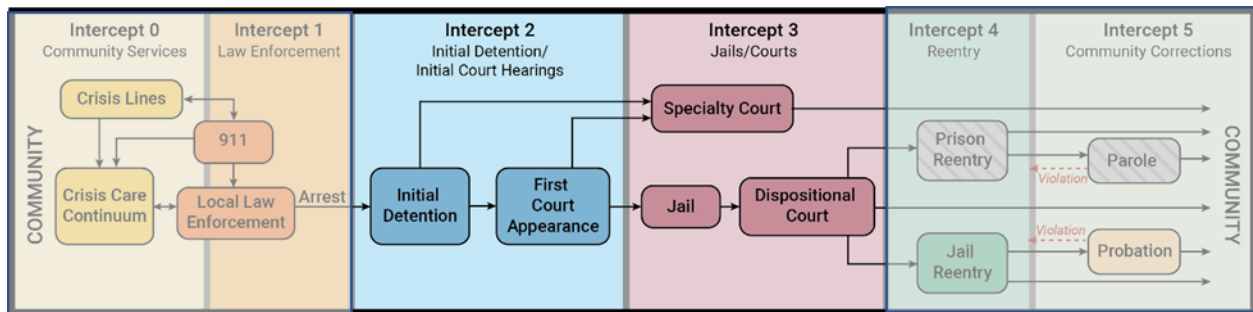 Intercept 0
Community Services
Intercept 1
Law Enforcement
Intercept 2
Initial Detention/
Initial Court Hearings
Intercept 3
Jails/Courts
Intercept 4
Reentry
Intercept 5
Community Corrections
COMMUNITY
Crisis Lines
911
Crisis Care
Continuum
Local Law
Enforcement
Arrest
Initial
Detention
First
Court
Appearance
Specialty Court
Jail
Dispositional
Court
Prison
Reentry
Parole
Violation
Jail
Reentry
Probation
Violation
COMMUNITY